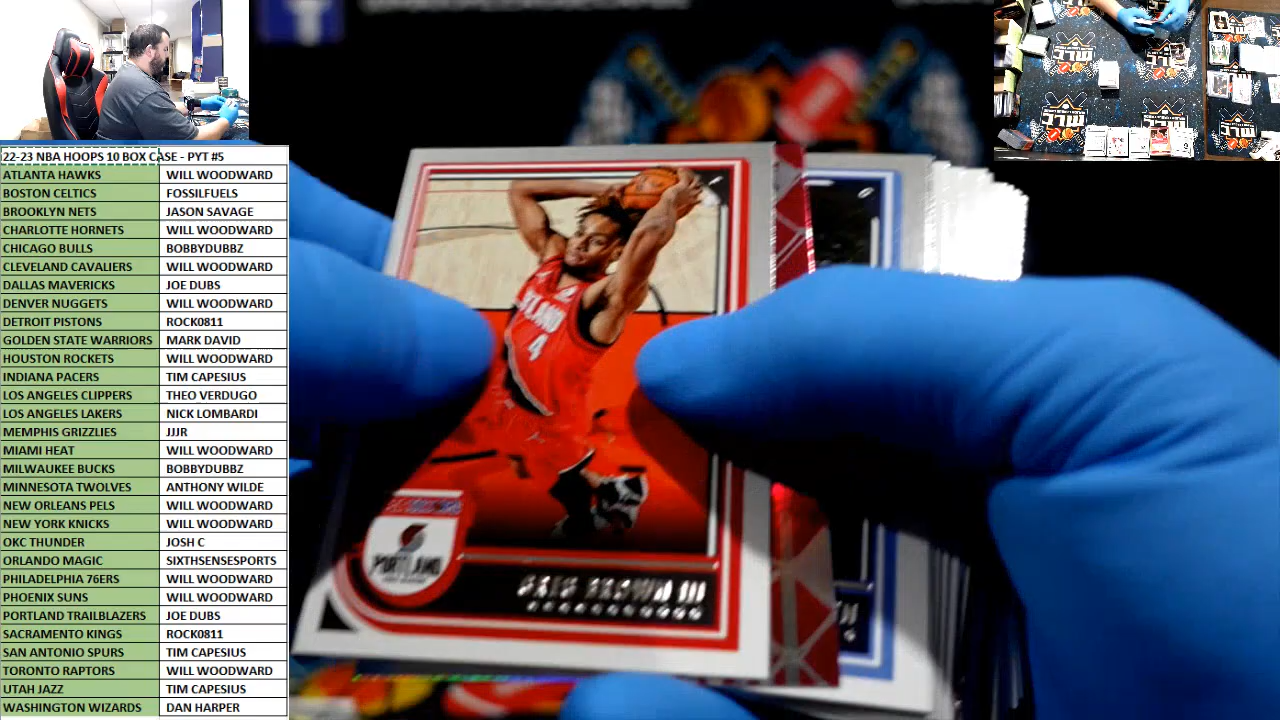 22-23 NBA HOOPS 10 BOX CASE - PYT #5
ATLANTA HAWKS WILL WOODWARD
BOSTON CELTICS FOSSILFUELS
BROOKLYN NETS JASON SAVAGE
CHARLOTTE HORNETS WILL WOODWARD
CHICAGO BULLS BOBBYDUBBZ
CLEVELAND CAVALIERS WILL WOODWARD
DALLAS MAVERICKS JOE DUBS
DENVER NUGGETS WILL WOODWARD
DETROIT PISTONS ROCK0811
GOLDEN STATE WARRIORS MARK DAVID
HOUSTON ROCKETS WILL WOODWARD
INDIANA PACERS TIM CAPESIUS
LOS ANGELES CLIPPERS THEO VERDUGO
LOS ANGELES LAKERS NICK LOMBARDI
MEMPHIS GRIZZLIES JJJR
MIAMI HEAT WILL WOODWARD
MILWAUKEE BUCKS BOBBYDUBBZ
MINNESOTA TWOLVES ANTHONY WILDE
NEW ORLEANS PELS WILL WOODWARD
NEW YORK KNICKS WILL WOODWARD
OKC THUNDER JOSH C
ORLANDO MAGIC SIXTHSENSESPORTS
PHILADELPHIA 76ERS WILL WOODWARD
PHOENIX SUNS WILL WOODWARD
PORTLAND TRAILBLAZERS JOE DUBS
SACRAMENTO KINGS ROCK0811
SAN ANTONIO SPURS TIM CAPESIUS
TORONTO RAPTORS WILL WOODWARD
UTAH JAZZ TIM CAPESIUS
WASHINGTON WIZARDS DAN HARPER
4
PORTLAND
BROWN III